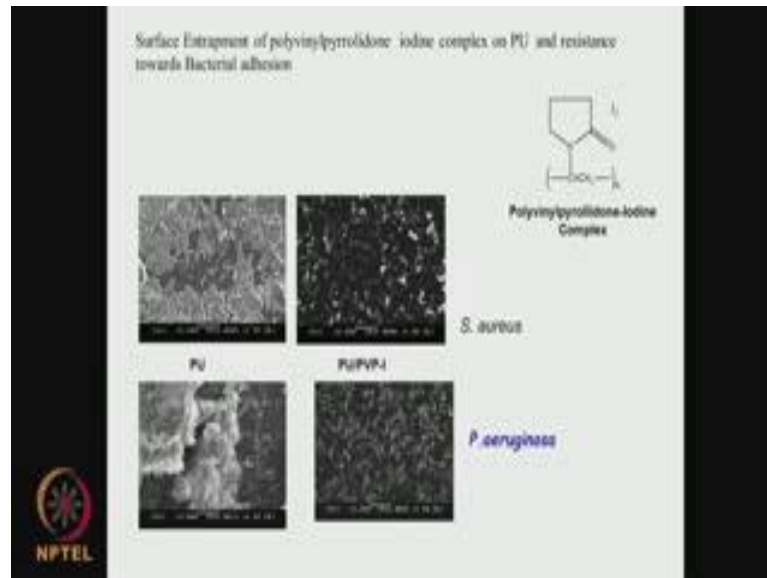 Surface Entrapment of polyvinylpyrrolidone iodine complex on PU and resistance
towards Bacterial adhesion
Polyvinylpyrollidone-Iodine
Complex
S. aureus
PU
PU/PVP-I
P.aeruginosa
NPTEL